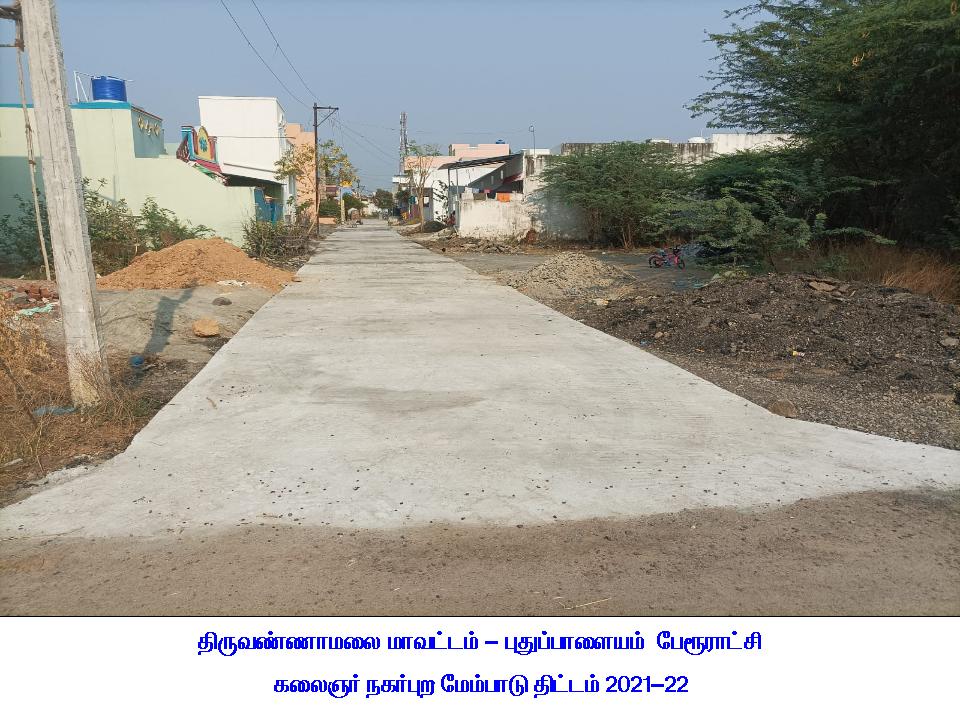 திருவண்ணாமலை மாவட்டம் – புதுப்பாளையம் பேரூராட்சி
கலைஞர் நகர்புற மேம்பாடு திட்டம் 2021–22